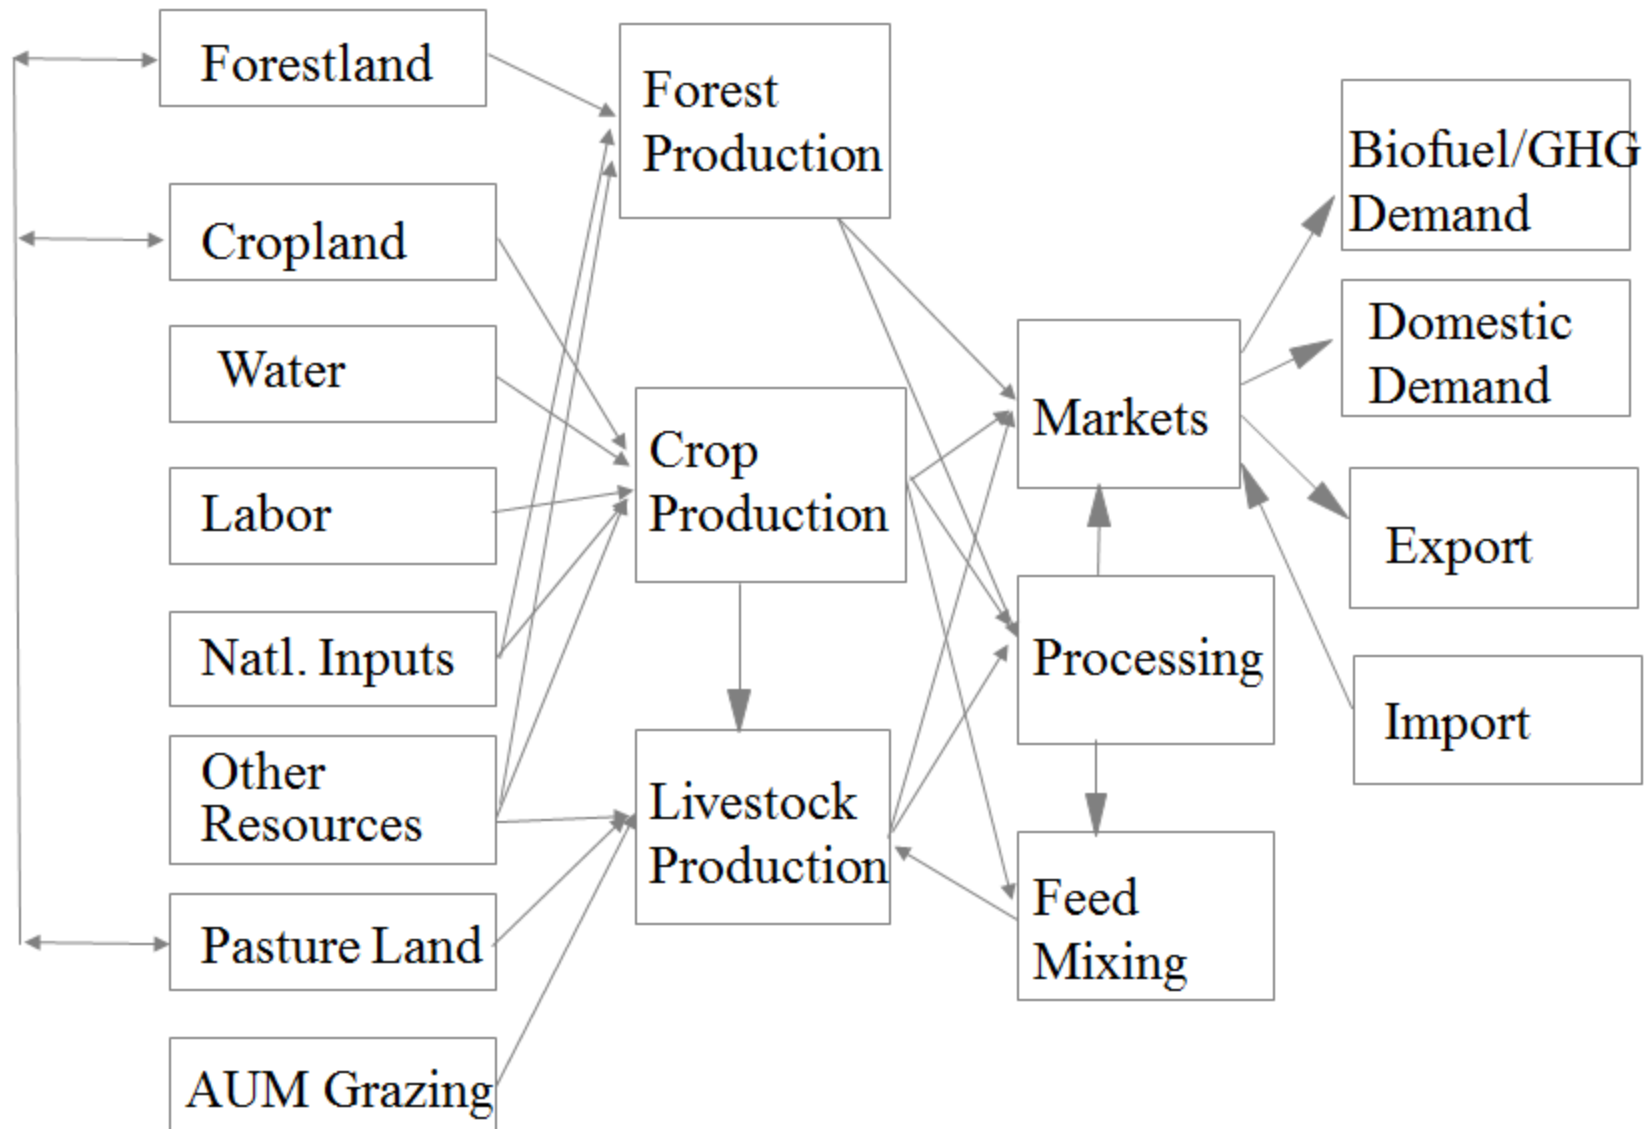 Forestland
Cropland
Water
Labor
Natl. Inputs
Other
Resources
Pasture Land
AUM Grazing
Forest
Production
Crop
Production
Livestock
Production
Markets
Processing
Feed
Mixing
Biofuel/GHG
Demand
Domestic
Demand
Export
Import